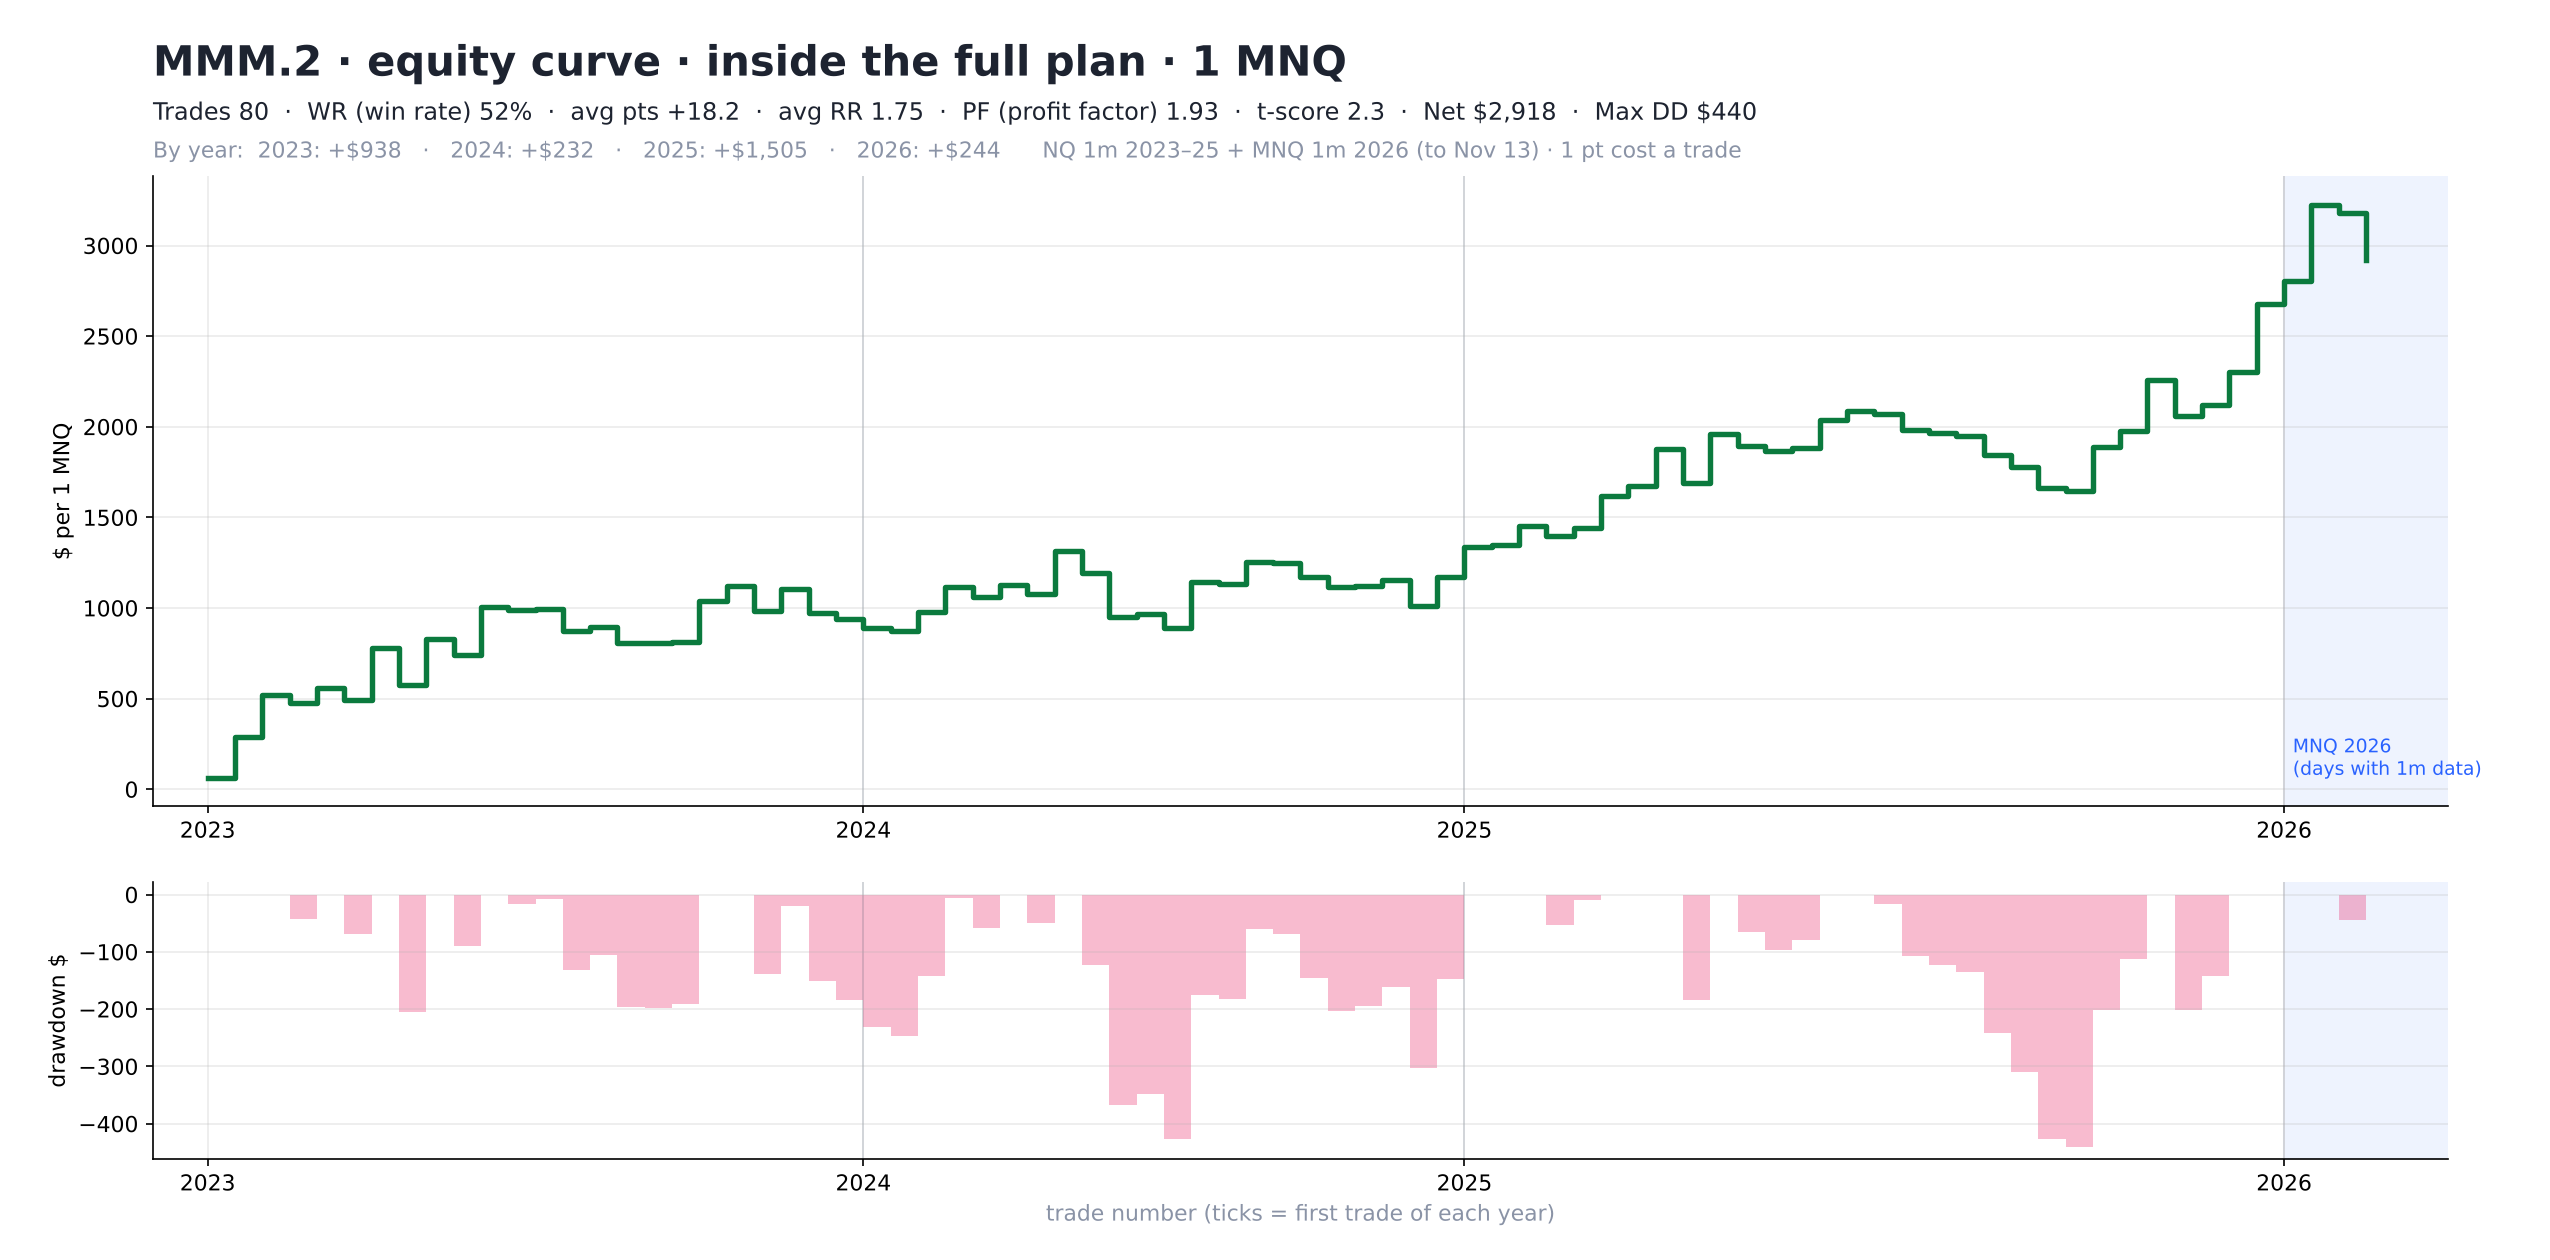 MMM.2 · equity curve · inside the full plan · 1 MNQ
Trades 80 · WR (win rate) 52% · avg pts +18.2 · avg RR 1.75 · PF (profit factor) 1.93 · t-score 2.3 · Net $2,918 · Max DD $440
By year: 2023: +$938 · 2024: +$232 · 2025: +$1,505 · 2026: +$244 NQ 1m 2023–25 + MNQ 1m 2026 (to Nov 13) · 1 pt cost a trade
$ per 1 MNQ
3000
2500
2000
1500
1000
500
0
MNQ 2026
(days with 1m data)
2023 2024 2025 2026
drawdown $
0
−100
−200
−300
−400
2023 2024 2025 2026
trade number (ticks = first trade of each year)